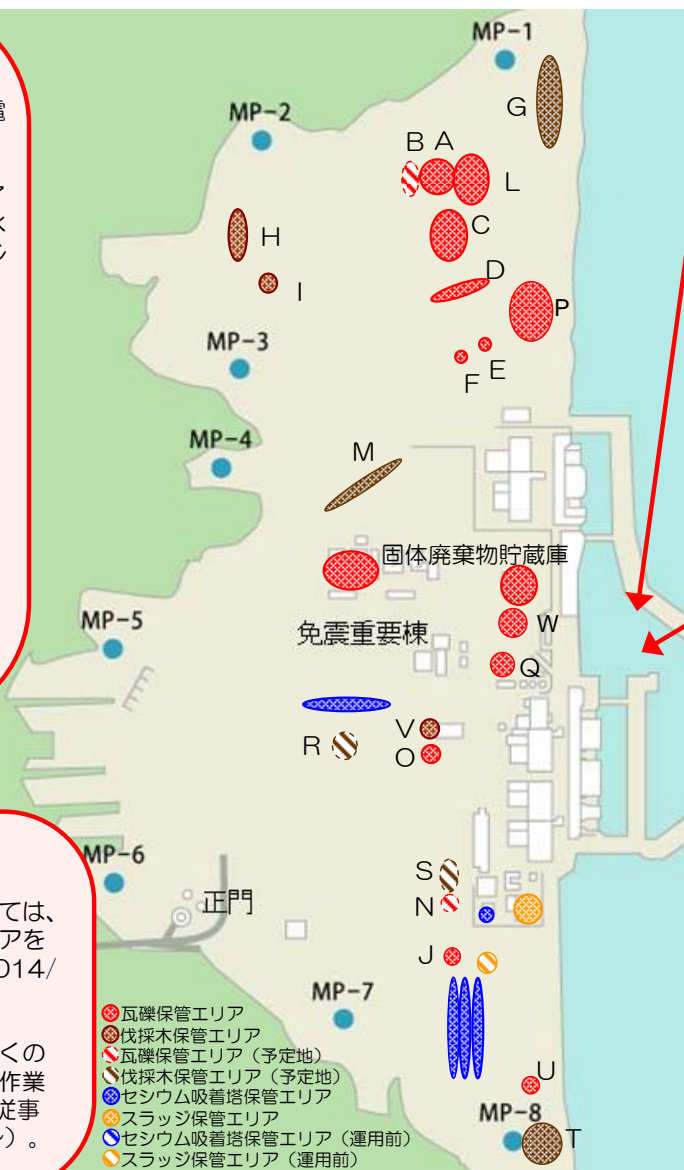 MP-1
電
G
MP-2
B A
L
ア
水
H
C
I
D
P
MP-3
E
F
MP-4
M
固体廃棄物貯蔵庫
MP-5
W
免震重要棟
Q
V
R
O
MP-6
S
正門
ては、
N
アを
014/
J
MP-7
瓦礫保管エリア
伐採木保管エリア
くの
瓦礫保管エリア（予定地）
作業
伐採木保管エリア（予定地）
U
従事
セシウム吸着塔保管エリア
）。
スラッジ保管エリア
MP-8
T
セシウム吸着塔保管エリア（運用前）
スラッジ保管エリア（運用前）